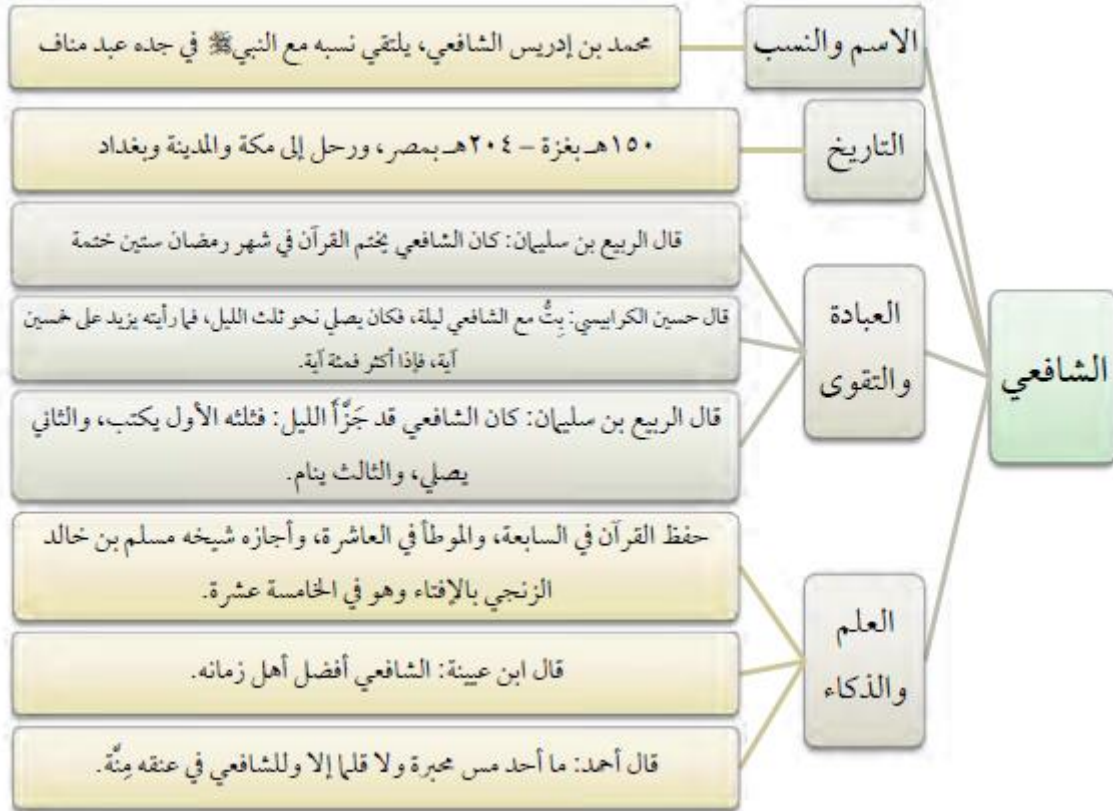 الشافعي
الاسم والنسب
محمد بن إدريس الشافعي، يلتقي نسبه مع النبي ﷺ في جده عبد مناف
التاريخ
١٥٠هـ بغزة – ٢٠٤هـ بمصر، ورحل إلى مكة والمدينة وبغداد
العبادة
والتقوى
قال الربيع بن سليمان: كان الشافعي يختم القرآن في شهر رمضان ستين ختمة
قال حسين الكرابيسي: بِتُّ مع الشافعي ليلة، فكان يصلي نحو ثلث الليل، فما رأيته يزيد على خمسين
آية، فإذا أكثر فمئة آية.
قال الربيع بن سليمان: كان الشافعي قد جَزَّأَ الليل: فثلثه الأول يكتب، والثاني
يصلي، والثالث ينام.
العلم
والذكاء
حفظ القرآن في السابعة، والموطأ في العاشرة، وأجازه شيخه مسلم بن خالد
الزنجي بالإفتاء وهو في الخامسة عشرة.
قال ابن عيينة: الشافعي أفضل أهل زمانه.
قال أحمد: ما أحد مس محبرة ولا قلما إلا وللشافعي في عنقه مِنَّة.